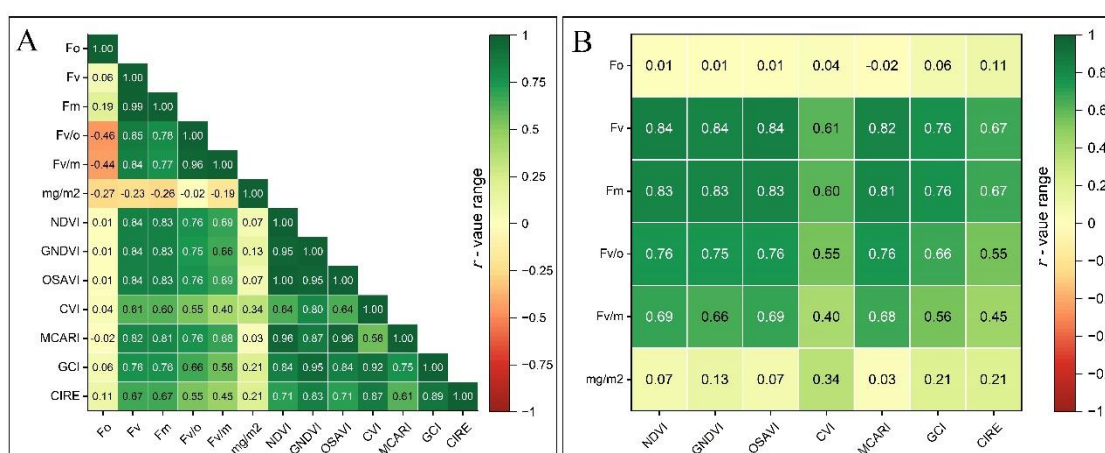 A
Fo 1.00
Fv 0.06 1.00
Fm 0.19 0.99 1.00
Fv/o -0.46 0.85 0.78 1.00
Fv/m -0.44 0.84 0.77 0.96 1.00
mg/m2 -0.27 -0.23 -0.26 -0.02 -0.19 1.00
NDVI 0.01 0.84 0.83 0.76 0.69 0.07 1.00
GNDVI 0.01 0.84 0.83 0.75 0.66 0.13 0.95 1.00
OSAVI 0.01 0.84 0.83 0.76 0.69 0.07 1.00 0.95 1.00
CVI 0.04 0.61 0.60 0.55 0.40 0.34 0.64 0.80 0.64 1.00
MCARI -0.02 0.82 0.81 0.76 0.68 0.03 0.96 0.87 0.96 0.56 1.00
GCI 0.06 0.76 0.76 0.66 0.56 0.21 0.84 0.95 0.84 0.92 0.75 1.00
CIRE 0.11 0.67 0.67 0.55 0.45 0.21 0.71 0.83 0.71 0.87 0.61 0.89 1.00
Fo Fv Fm Fv/o Fv/m mg/m2 NDVI GNDVI OSAVI CVI MCARI GCI CIRE
1
0.75
0.5
0.25
0
-0.25
-0.5
-0.75
-1
r - vaue range
B
Fo 0.01 0.01 0.01 0.04 -0.02 0.06 0.11
Fv 0.84 0.84 0.84 0.61 0.82 0.76 0.67
Fm 0.83 0.83 0.83 0.60 0.81 0.76 0.67
Fv/o 0.76 0.75 0.76 0.55 0.76 0.66 0.55
Fv/m 0.69 0.66 0.69 0.40 0.68 0.56 0.45
mg/m2 0.07 0.13 0.07 0.34 0.03 0.21 0.21
NDVI GNDVI OSAVI CVI MCARI GCI CIRE
1
0.8
0.6
0.4
0.2
0
-0
-0
-1
-1
-1
r - vaue range